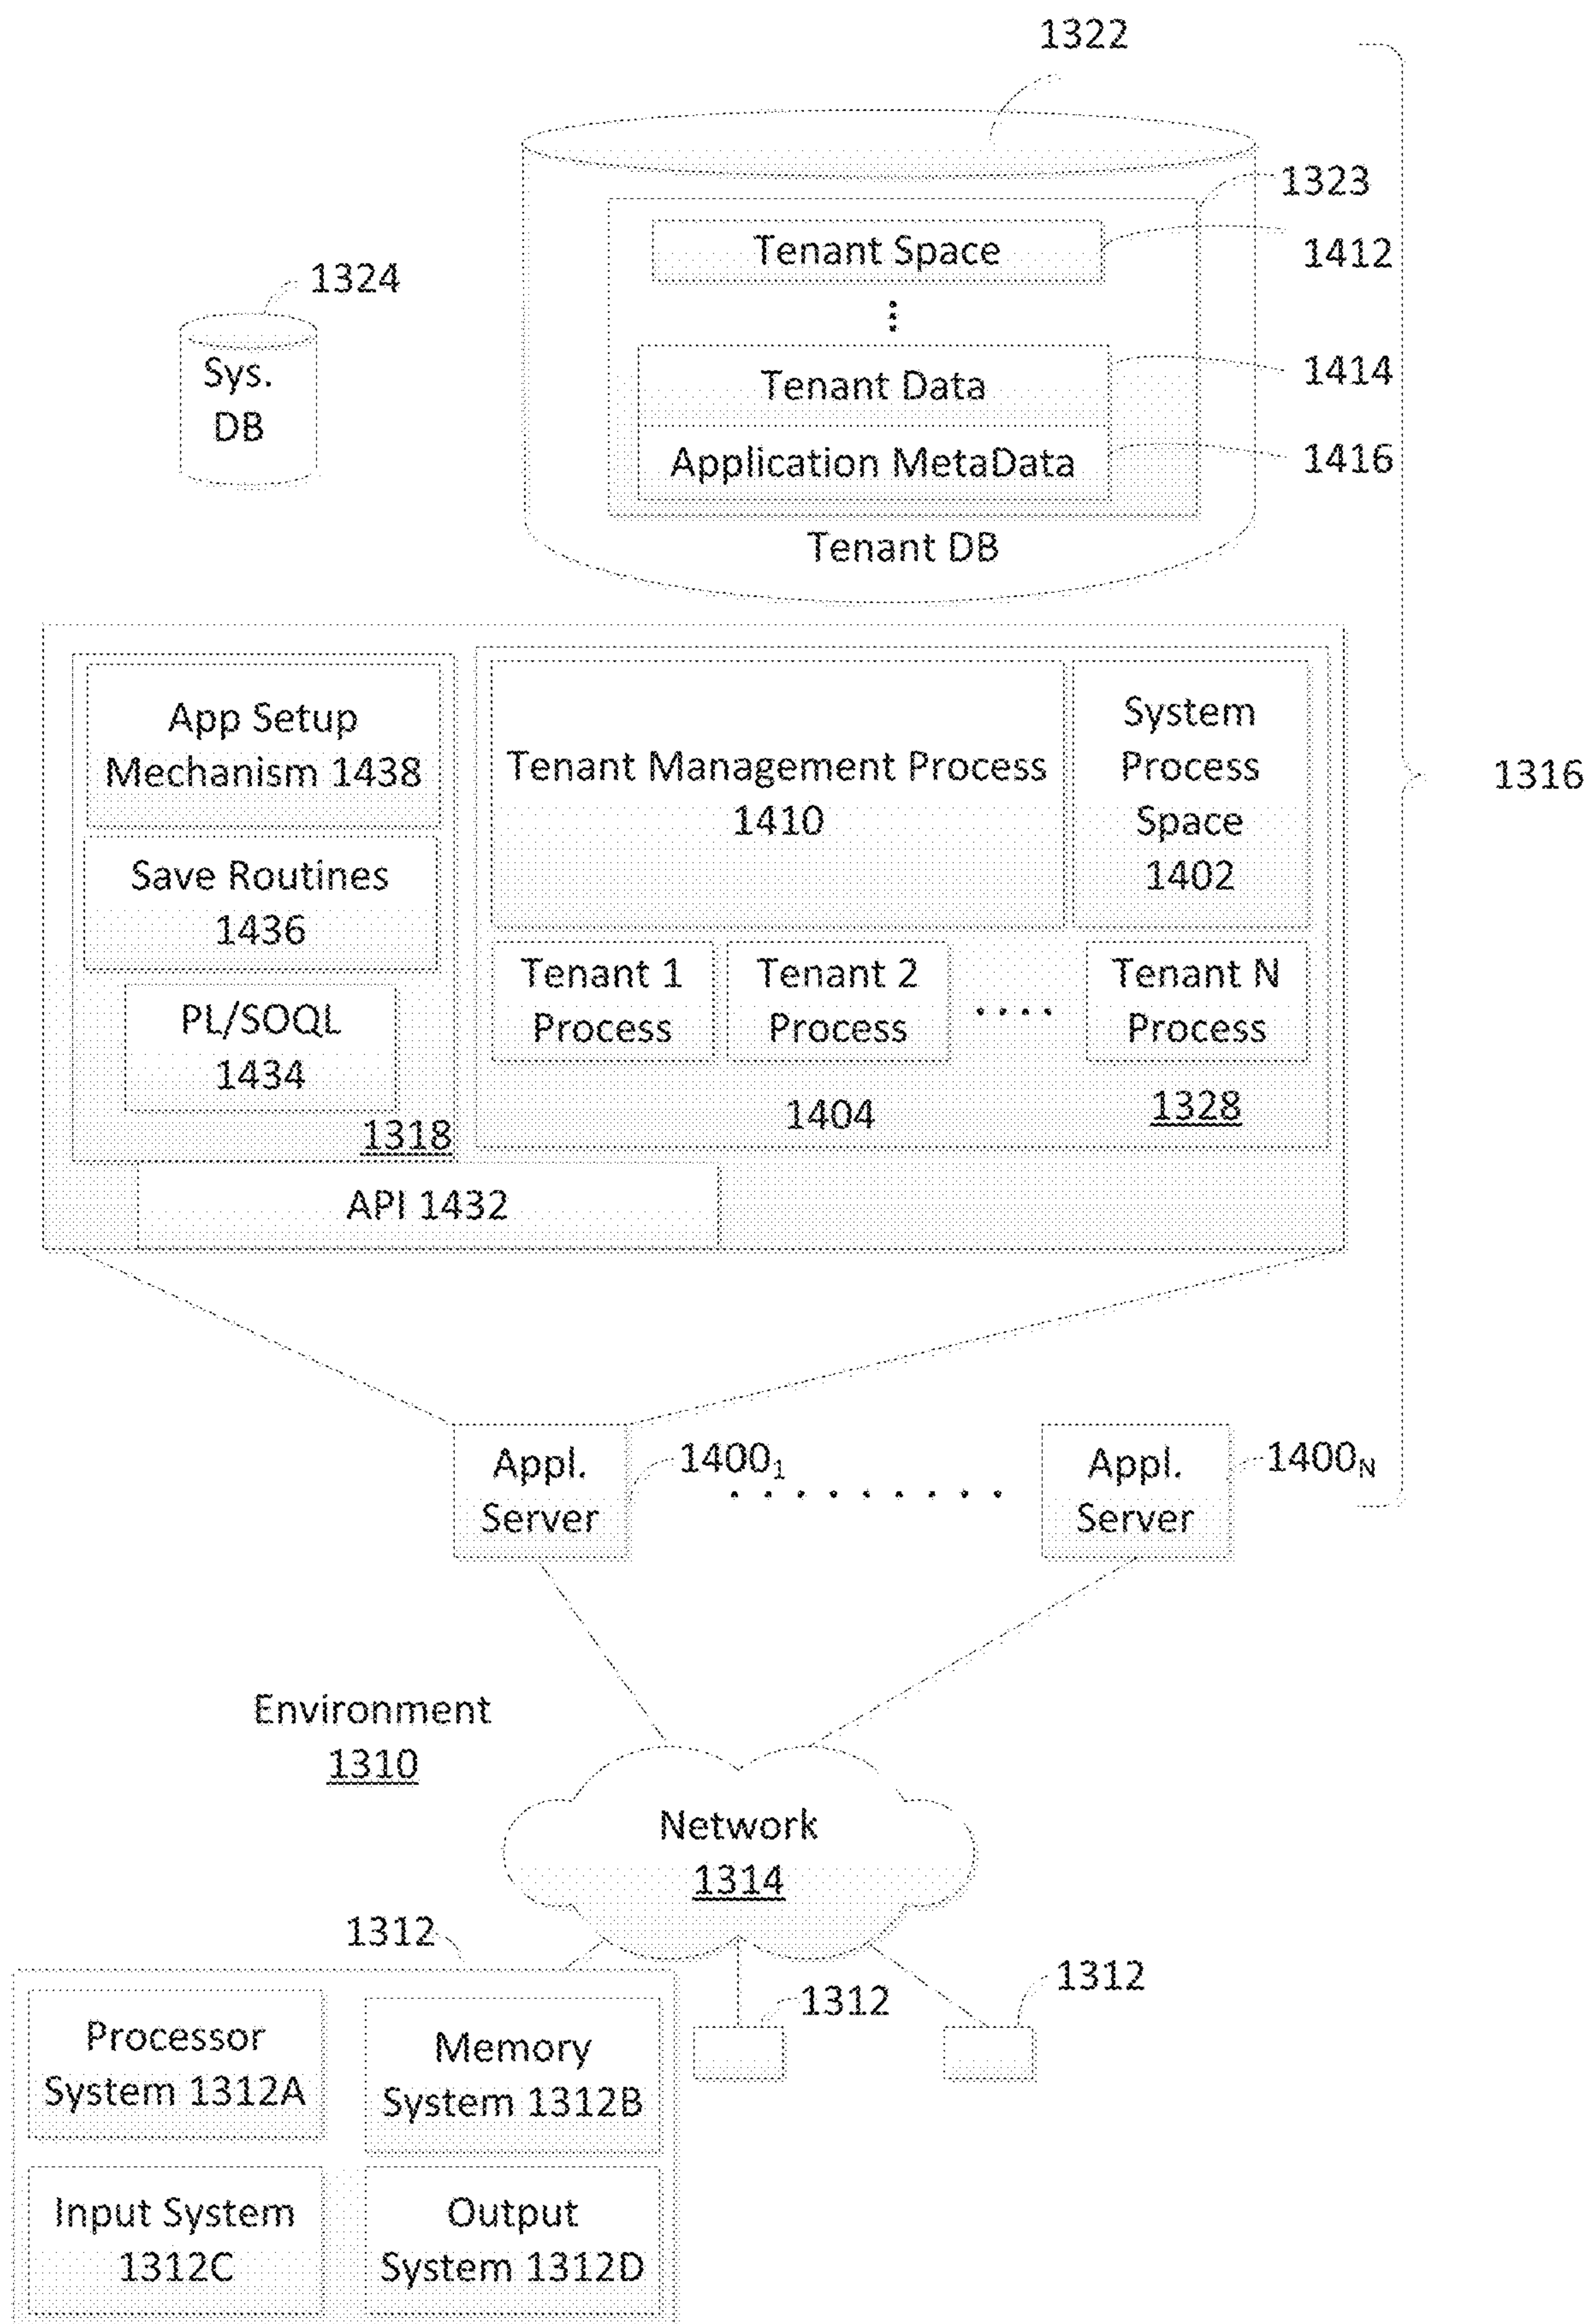 1322
1323
Tenant Space
1412
1324
Sys.
DB
Tenant Data
1414
Application MetaData
1416
Tenant DB
App Setup
Mechanism 1438
Tenant Management Process
1410
System
Process
Space
1402
1316
Save Routines
1436
Tenant 1
Process
Tenant 2
Process
Tenant N
Process
PL/SOQL
1434
1404
1328
1318
API 1432
Appl.
Server
1400₁
Appl.
Server
1400ₙ
Environment
1310
Network
1314
1312
1312
1312
Processor
System 1312A
Memory
System 1312B
Input System
1312C
Output
System 1312D